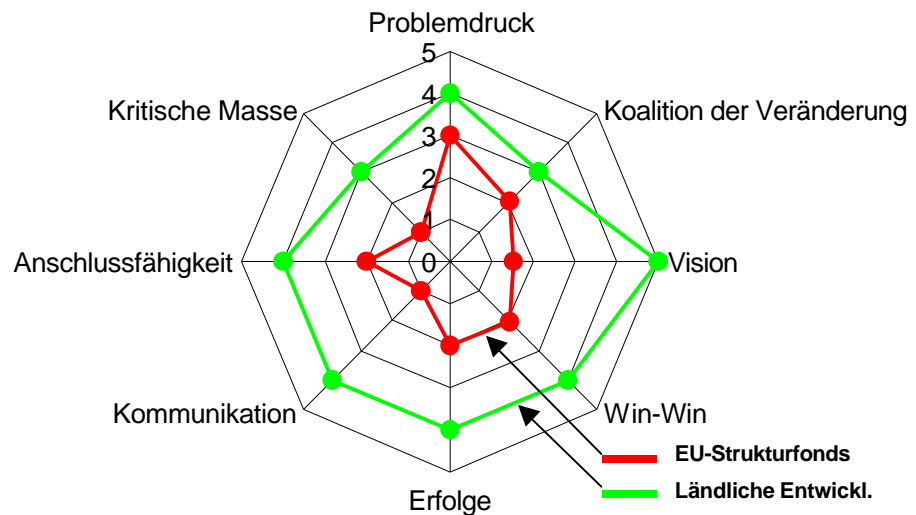 Problemdruck
5
Kritische Masse
4
Koalition der Veränderung
3
2
1
Anschlussfähigkeit
0
Vision
Kommunikation
Win-Win
EU-Strukturfonds
Erfolge
Ländliche Entwickl.